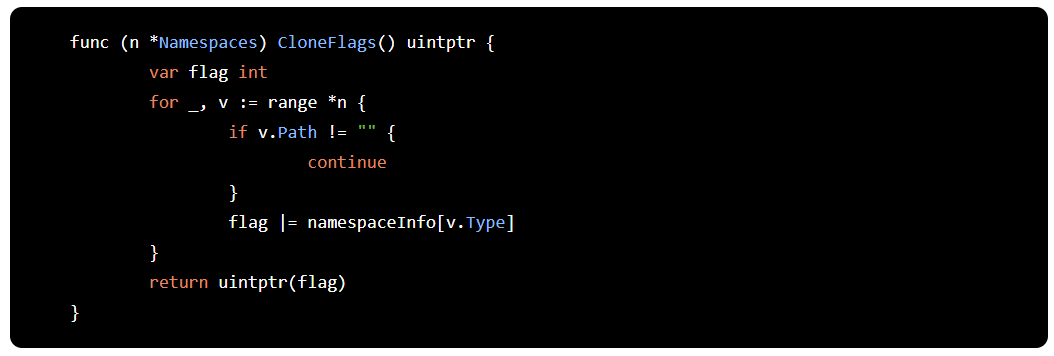 func (n *Namespaces) CloneFlags() uintptr {
        var flag int
        for _, v := range *n {
                if v.Path != "" {
                        continue
                }
                flag |= namespaceInfo[v.Type]
        }
        return uintptr(flag)
}